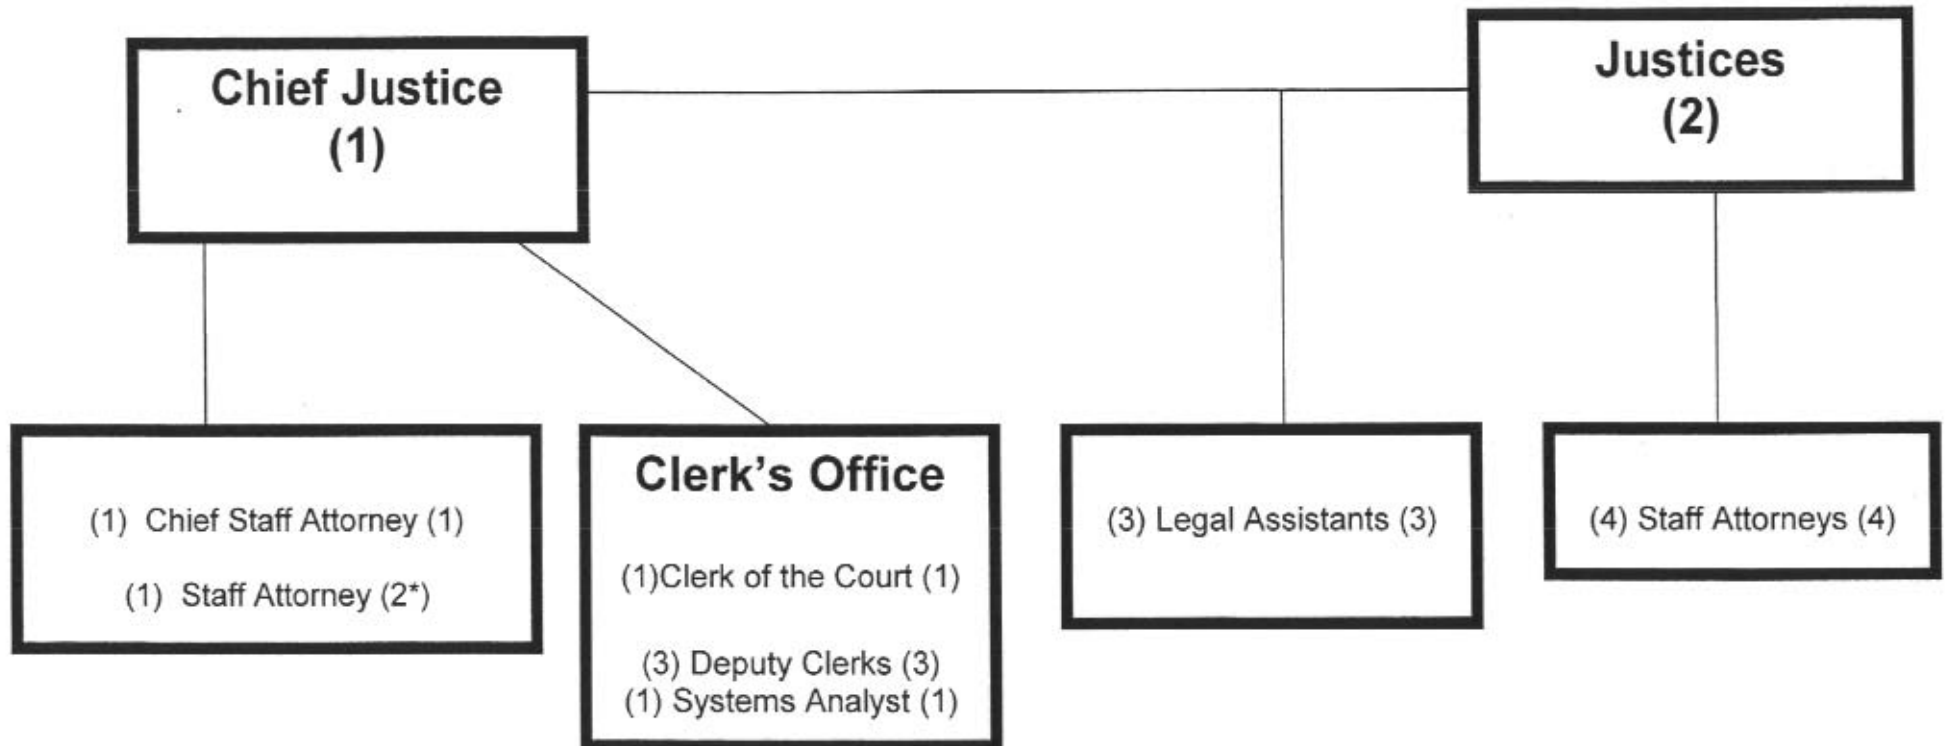 Chief Justice
(1)
Justices
(2)
(1) Chief Staff Attorney (1)
(1) Staff Attorney (2*)
Clerk's Office
(1)Clerk of the Court (1)
(3) Deputy Clerks (3)
(1) Systems Analyst (1)
(3) Legal Assistants (3)
(4) Staff Attorneys (4)